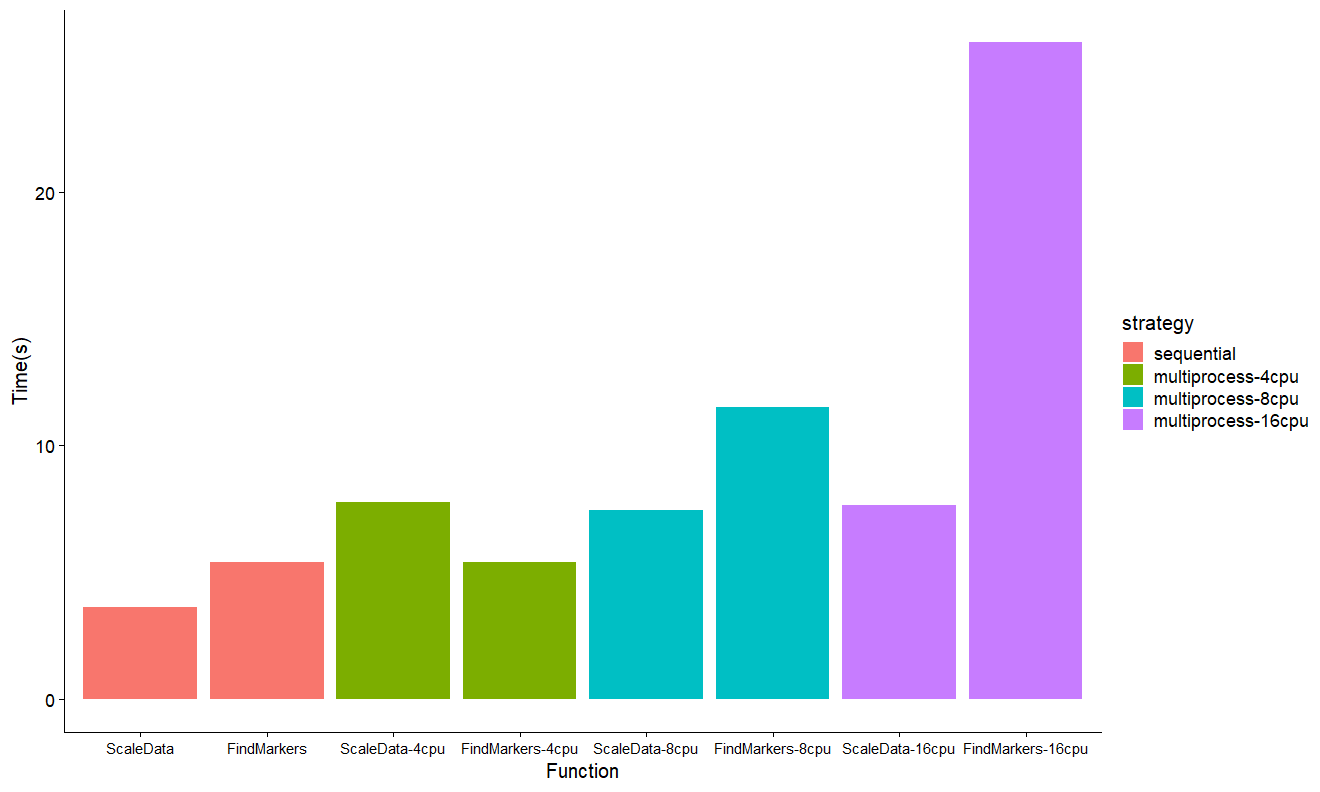 Time(s)
20
10
0
ScaleData
FindMarkers
ScaleData-4cpu
FindMarkers-4cpu
ScaleData-8cpu
FindMarkers-8cpu
ScaleData-16cpu
FindMarkers-16cpu
Function
strategy
sequential
multiprocess-4cpu
multiprocess-8cpu
multiprocess-16cpu